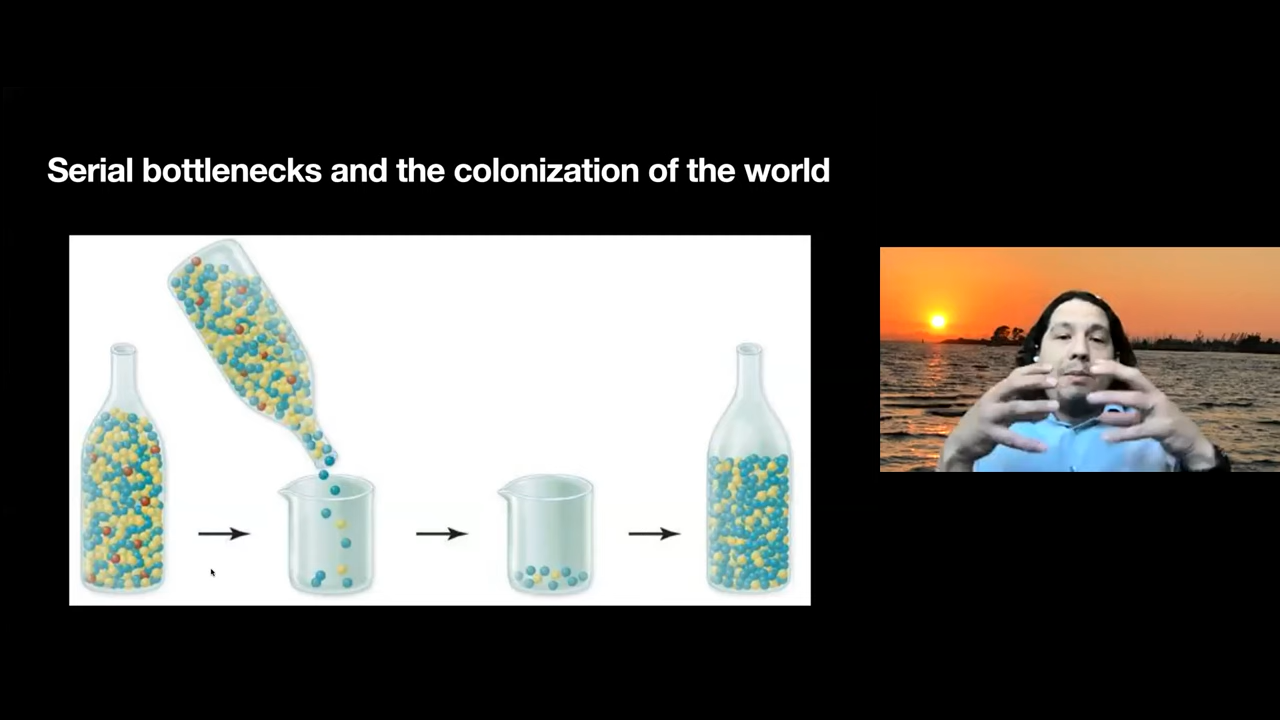 Serial bottlenecks and the colonization of the world